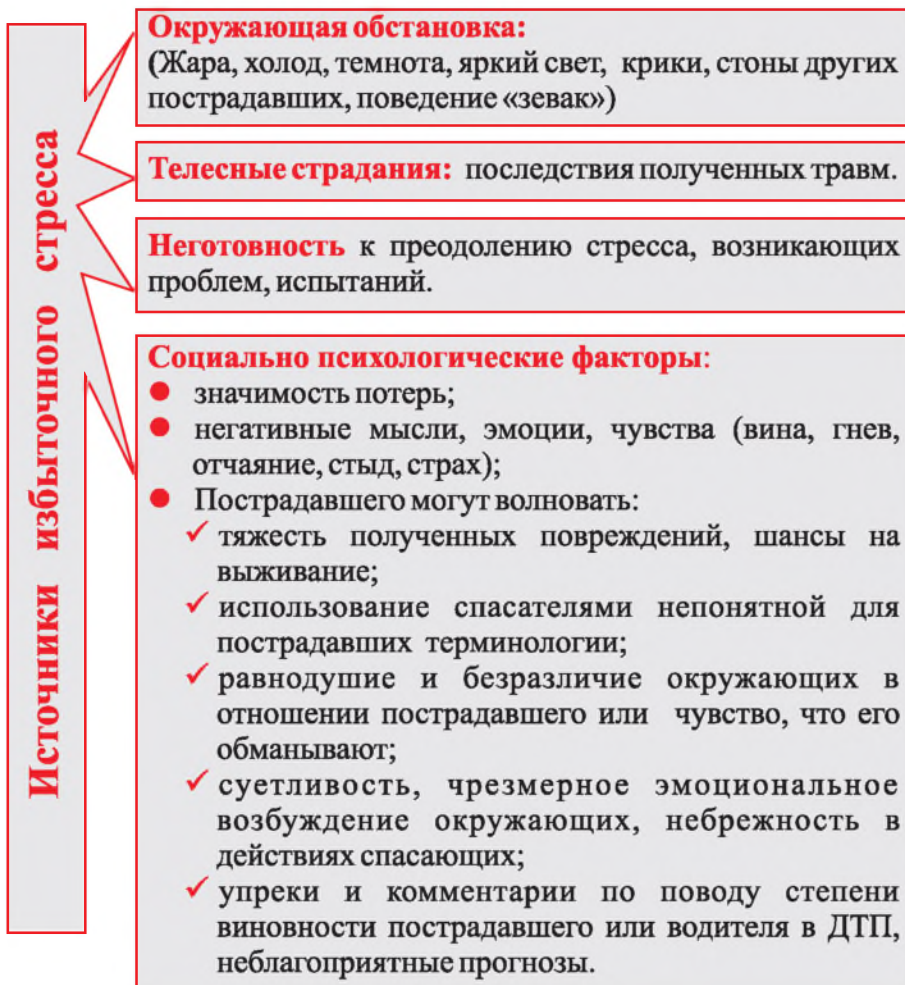 Источники избыточного стресса
Окружающая обстановка:
(Жара, холод, темнота, яркий свет, крики, стоны других
пострадавших, поведение «зевак»)
Телесные страдания: последствия полученных травм.
Неготовность к преодолению стресса, возникающих
проблем, испытаний.
Социально психологические факторы:
● значимость потерь;
● негативные мысли, эмоции, чувства (вина, гнев,
отчаяние, стыд, страх);
● Пострадавшего могут волновать:
✓ тяжесть полученных повреждений, шансы на
выживание;
✓ использование спасателями непонятной для
пострадавших терминологии;
✓ равнодушие и безразличие окружающих в
отношении пострадавшего или чувство, что его
обманывают;
✓ суетливость, чрезмерное эмоциональное
возбуждение окружающих, небрежность в
действиях спасающих;
✓ упреки и комментарии по поводу степени
виновности пострадавшего или водителя в ДТП,
неблагоприятные прогнозы.